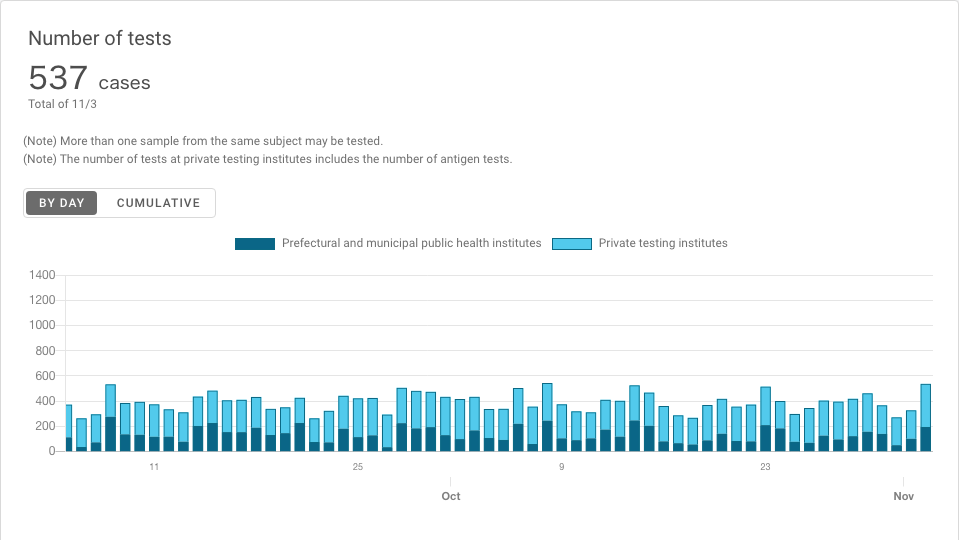 Number of tests
537 cases
Total of 11/3
(Note) More than one sample from the same subject may be tested.
(Note) The number of tests at private testing institutes includes the number of antigen tests.
BY DAY CUMULATIVE
Prefectural and municipal public health institutes Private testing institutes
1400
1200
1000
800
600
400
200
0
11 25 9 23
Oct Nov